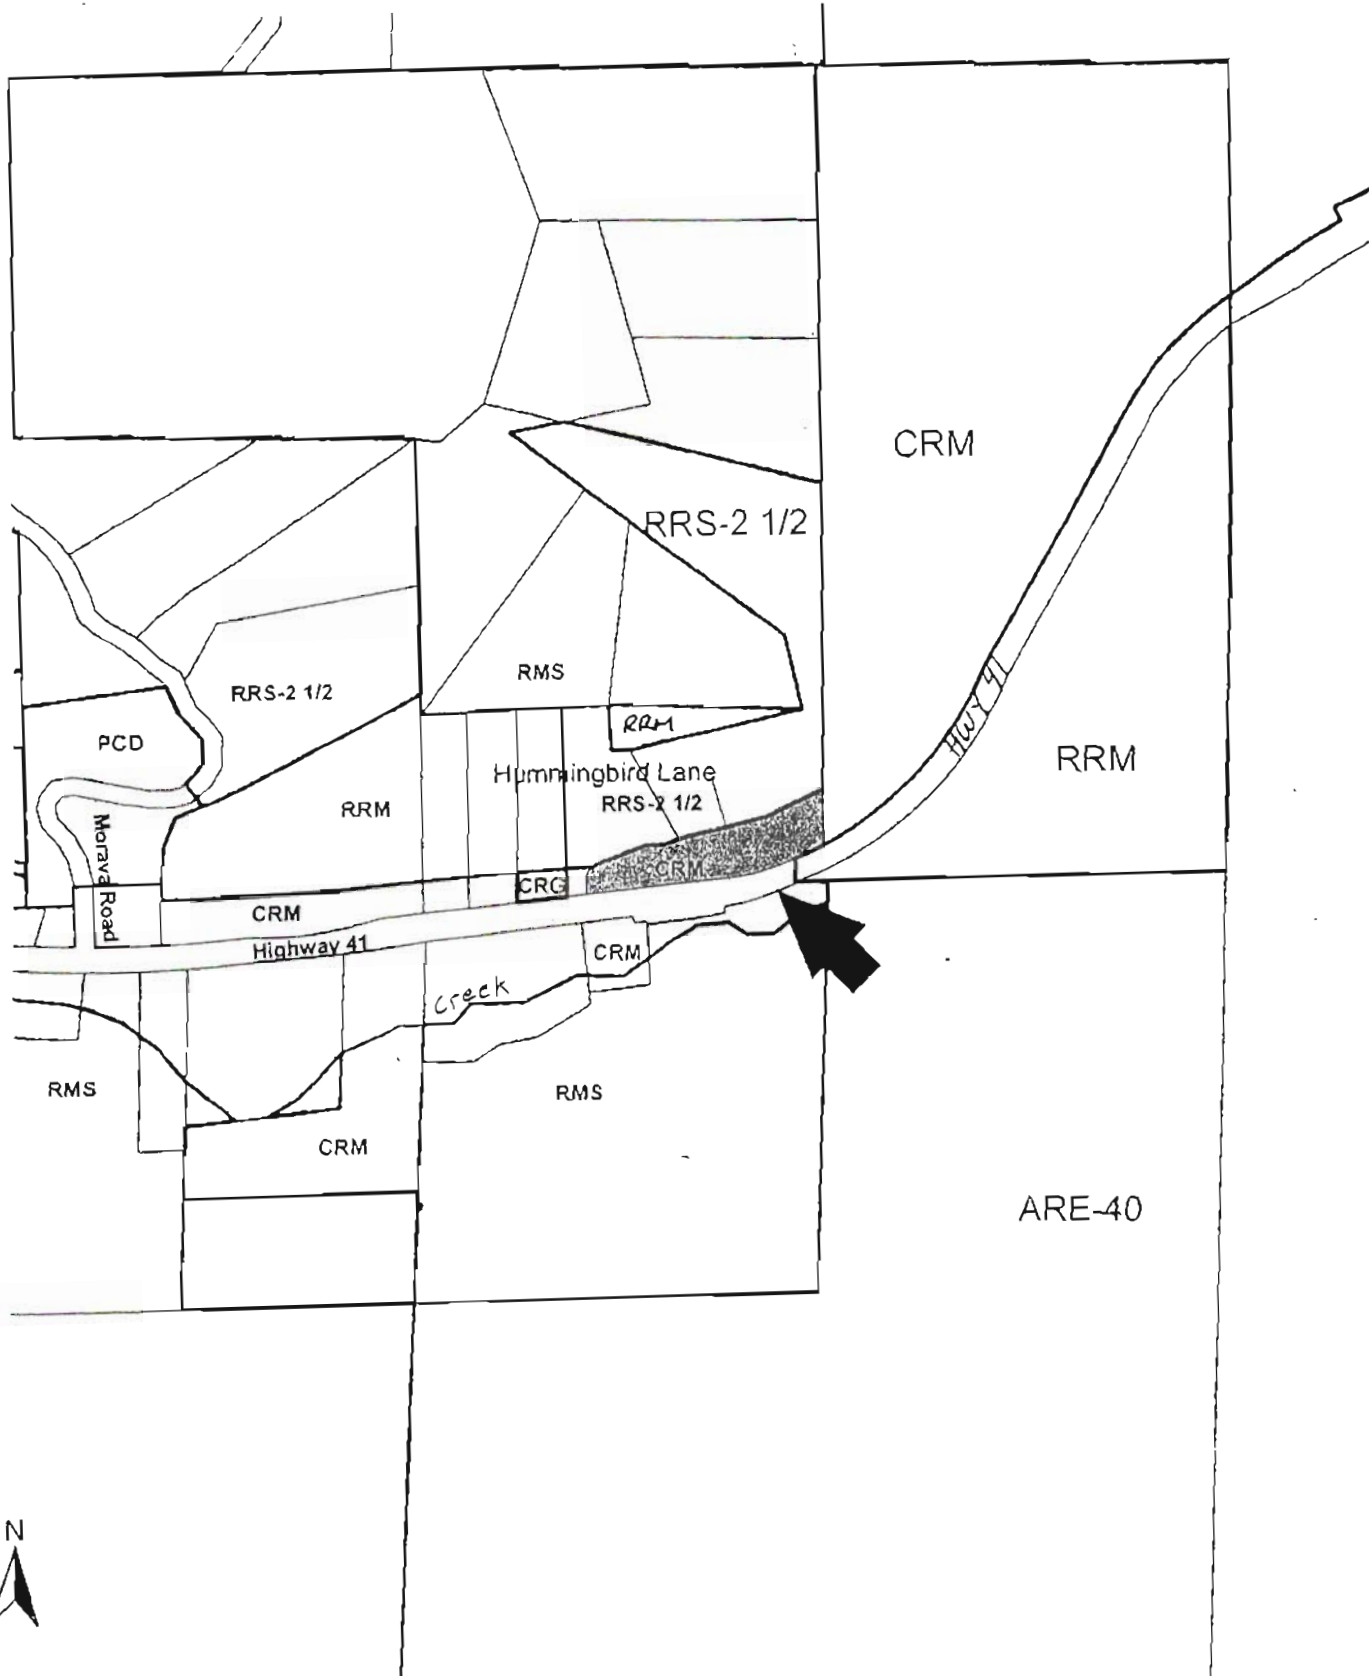 CRM
RRS-2 1/2
RMS
RRS-2 1/2
HWY 41
RRM
PCD
RRM
Hummingbird Lane
RRS-2 1/2
RRM
Morava Road
CRM
CRG
CRM
Highway 41
CRM
Creek
RMS
RMS
CRM
ARE-40
N